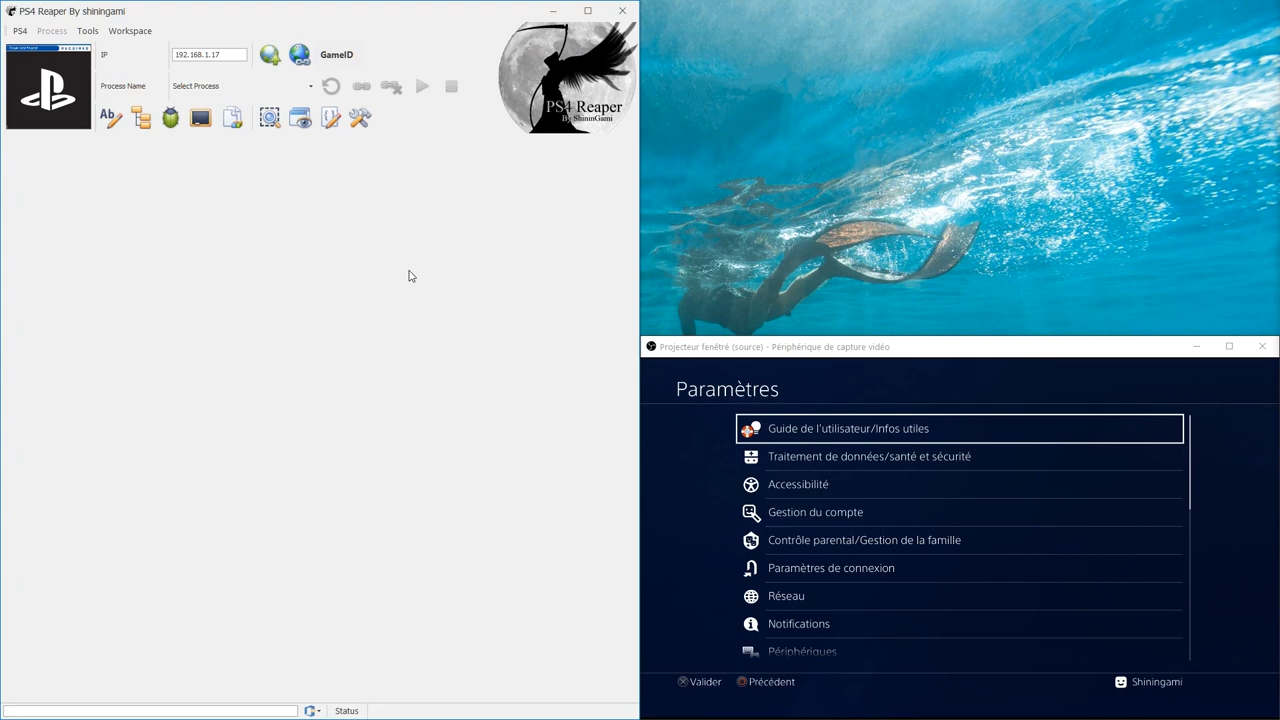 PS4 Reaper By shiningami
PS4 Process Tools Workspace
IP 192.168.1.17 GameID
Process Name Select Process
Ab
PS4 Reaper
By ShininGami
Status
Projecteur fenêtré (source) - Périphérique de capture vidéo
Paramètres
Guide de l'utilisateur/Infos utiles
Traitement de données/santé et sécurité
Accessibilité
Gestion du compte
Contrôle parental/Gestion de la famille
Paramètres de connexion
Réseau
Notifications
Périphériques
Valider Précédent Shiningami